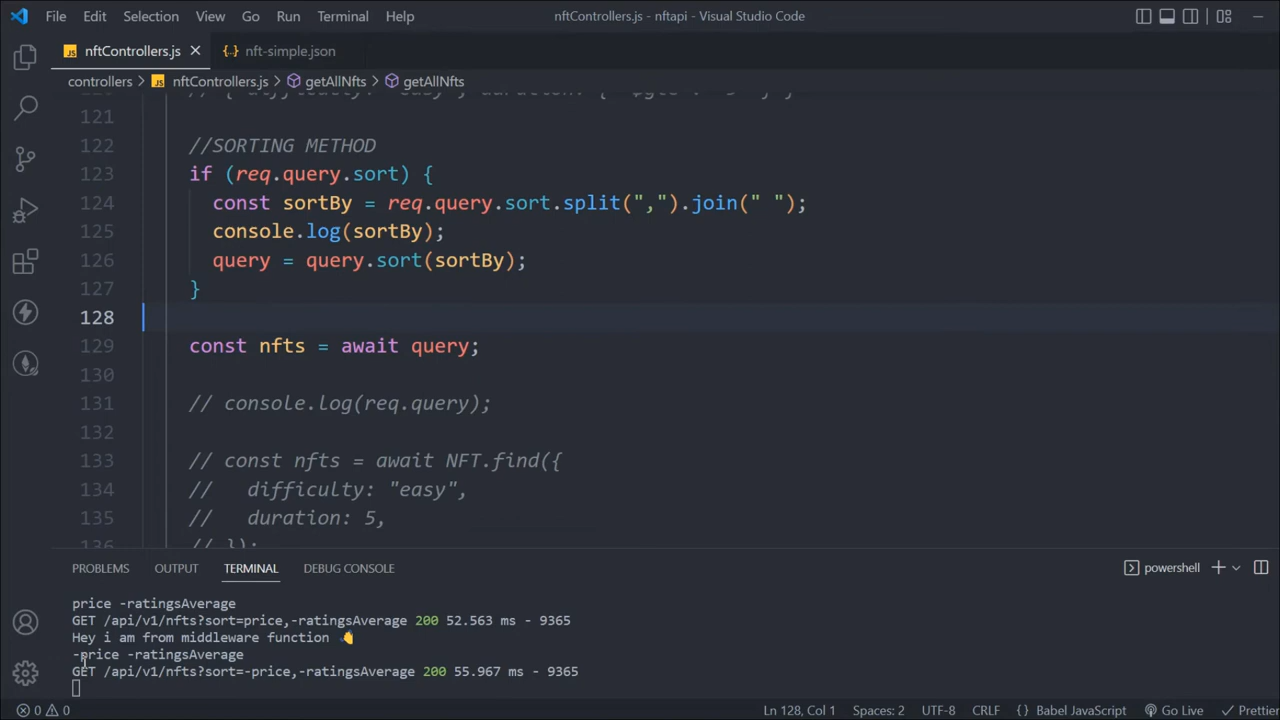 File Edit Selection View Go Run Terminal Help nftControllers.js - nftapi - Visual Studio Code
JS nftControllers.js {..} nft-simple.json
controllers > JS nftControllers.js > getAllNfts > getAllNfts
121
122 //SORTING METHOD
123 if (req.query.sort) {
124 const sortBy = req.query.sort.split(",").join(" ");
125 console.log(sortBy);
126 query = query.sort(sortBy);
127 }
128
129 const nfts = await query;
130
131 // console.log(req.query);
132
133 // const nfts = await NFT.find({
134 // difficulty: "easy",
135 // duration: 5,
136 // });
PROBLEMS OUTPUT TERMINAL DEBUG CONSOLE powershell
price -ratingsAverage
GET /api/v1/nfts?sort=price,-ratingsAverage 200 52.563 ms - 9365
Hey i am from middleware function
-price -ratingsAverage
GET /api/v1/nfts?sort=-price,-ratingsAverage 200 55.967 ms - 9365
0 0 Ln 128, Col 1 Spaces: 2 UTF-8 CRLF {} Babel JavaScript Go Live Prettier